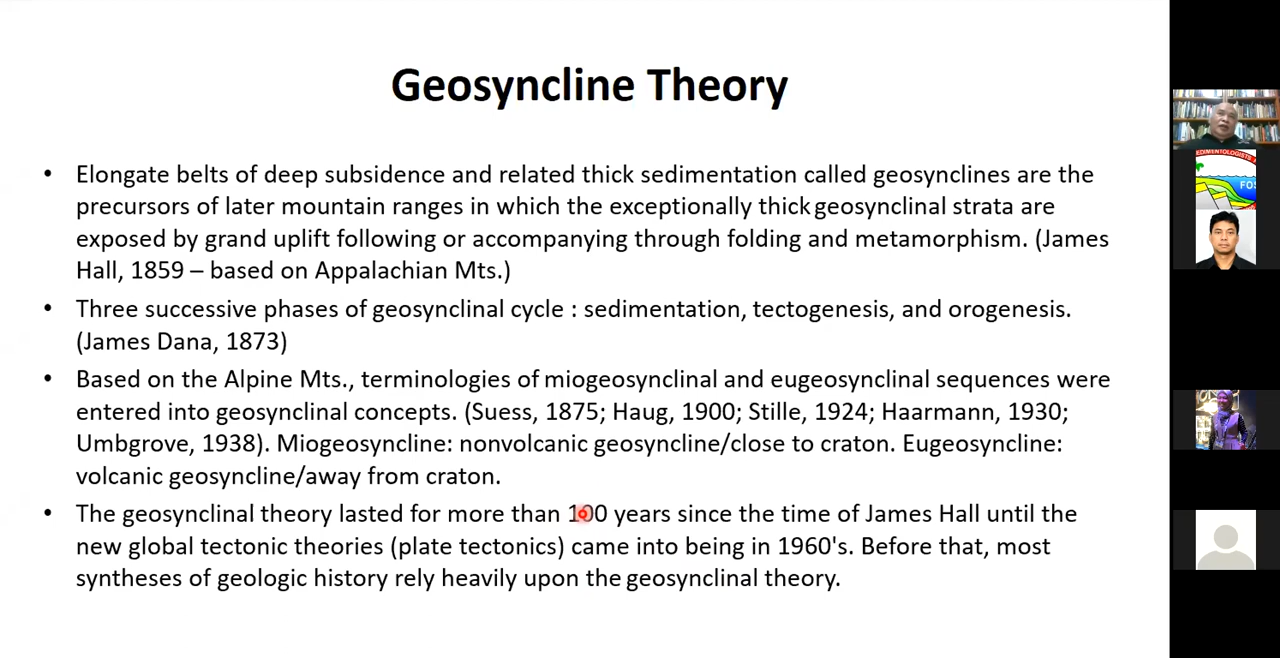 Geosyncline Theory
• Elongate belts of deep subsidence and related thick sedimentation called geosynclines are the
precursors of later mountain ranges in which the exceptionally thick geosynclinal strata are
exposed by grand uplift following or accompanying through folding and metamorphism. (James
Hall, 1859 – based on Appalachian Mts.)
• Three successive phases of geosynclinal cycle : sedimentation, tectogenesis, and orogenesis.
(James Dana, 1873)
• Based on the Alpine Mts., terminologies of miogeosynclinal and eugeosynclinal sequences were
entered into geosynclinal concepts. (Suess, 1875; Haug, 1900; Stille, 1924; Haarmann, 1930;
Umbgrove, 1938). Miogeosyncline: nonvolcanic geosyncline/close to craton. Eugeosyncline:
volcanic geosyncline/away from craton.
• The geosynclinal theory lasted for more than 100 years since the time of James Hall until the
new global tectonic theories (plate tectonics) came into being in 1960's. Before that, most
syntheses of geologic history rely heavily upon the geosynclinal theory.